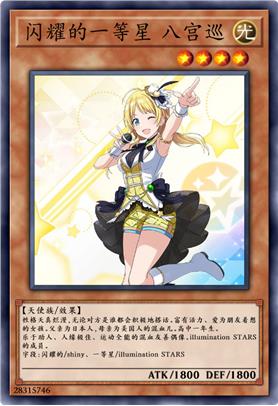 闪耀的一等星 八宫巡
光
【天使族/效果】
性格天真烂漫,无论对方是谁都会积极地搭话。富有活力、爱为朋友着想
的女孩。父亲为日本人,母亲为美国人的混血儿。高中一年生。
乐于助人、人缘极佳、运动全能的混血友善偶像。illumination STARS
的成员。
字段:闪耀的/shiny、一等星/illumination STARS
ATK/1800 DEF/1800
28315746